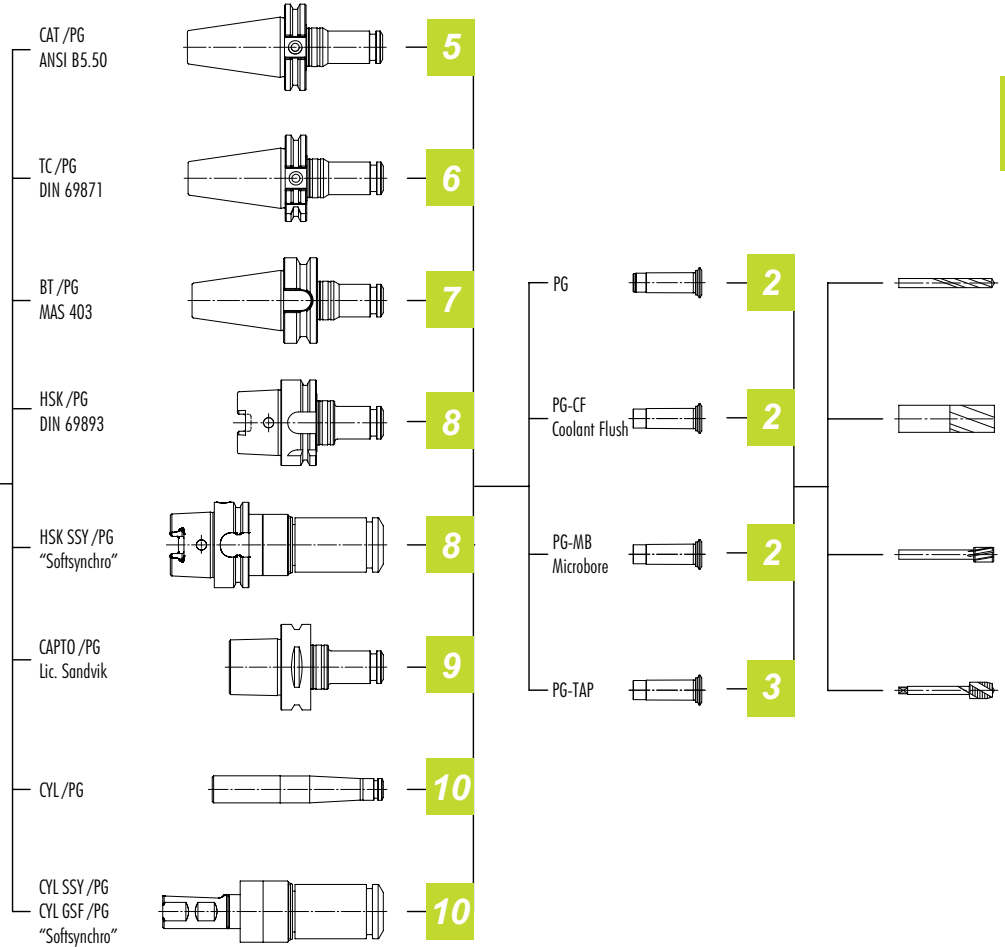 CAT/PG
ANSI B5.50
5
TC/PG
DIN 69871
6
BT/PG
MAS 403
7
HSK/PG
DIN 69893
8
HSK SSY/PG
“Softsynchro”
8
CAPTO/PG
Lic. Sandvik
9
CYL/PG
10
CYL SSY/PG
CYL GSF/PG
“Softsynchro”
10
PG
2
PG-CF
Coolant Flush
2
PG-MB
Microbore
2
PG-TAP
3